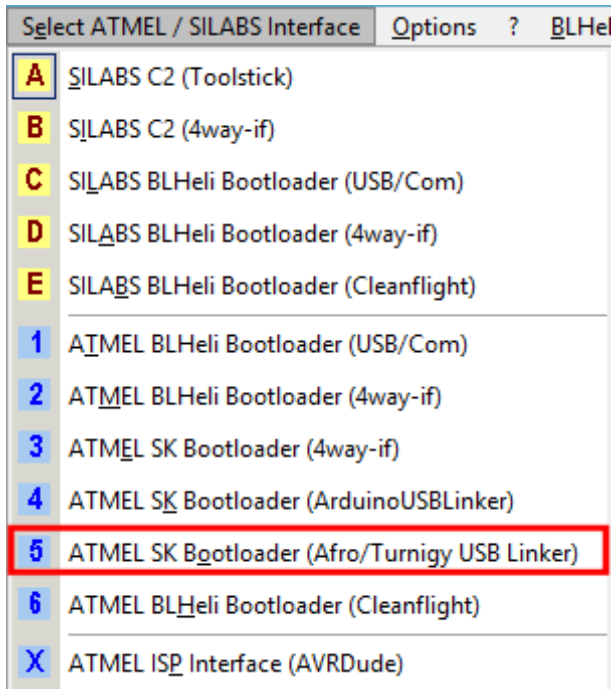 Select ATMEL / SILABS Interface Options ? BLHel
A SILABS C2 (Toolstick)
B SILABS C2 (4way-if)
C SILABS BLHeli Bootloader (USB/Com)
D SILABS BLHeli Bootloader (4way-if)
E SILABS BLHeli Bootloader (Cleanflight)
1 ATMEL BLHeli Bootloader (USB/Com)
2 ATMEL BLHeli Bootloader (4way-if)
3 ATMEL SK Bootloader (4way-if)
4 ATMEL SK Bootloader (ArduinoUSBLinker)
5 ATMEL SK Bootloader (Afro/Turnigy USB Linker)
6 ATMEL BLHeli Bootloader (Cleanflight)
X ATMEL ISP Interface (AVRDude)